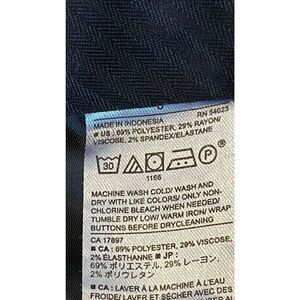 MADE IN INDONESIA RN 54023
■ US : 69% POLYESTER, 29% RAYON/
VISCOSE, 2% SPANDEX/ELASTANE
30 P
1166
MACHINE WASH COLD/ WASH AND
DRY WITH LIKE COLORS/ ONLY NON-
CHLORINE BLEACH WHEN NEEDED/
TUMBLE DRY LOW/ WARM IRON/ WRAP
BUTTONS BEFORE DRYCLEANING
CA 17897
■ CA : 69% POLYESTER, 29% VISCOSE,
2% ÉLASTHANNE ■ JP :
69% ポリエステル, 29% レーヨン,
2% ポリウレタン
■ CA : LAVER À LA MACHINE À
EAU FROIDE/ LAVER ET SÉCHER AVEC DES